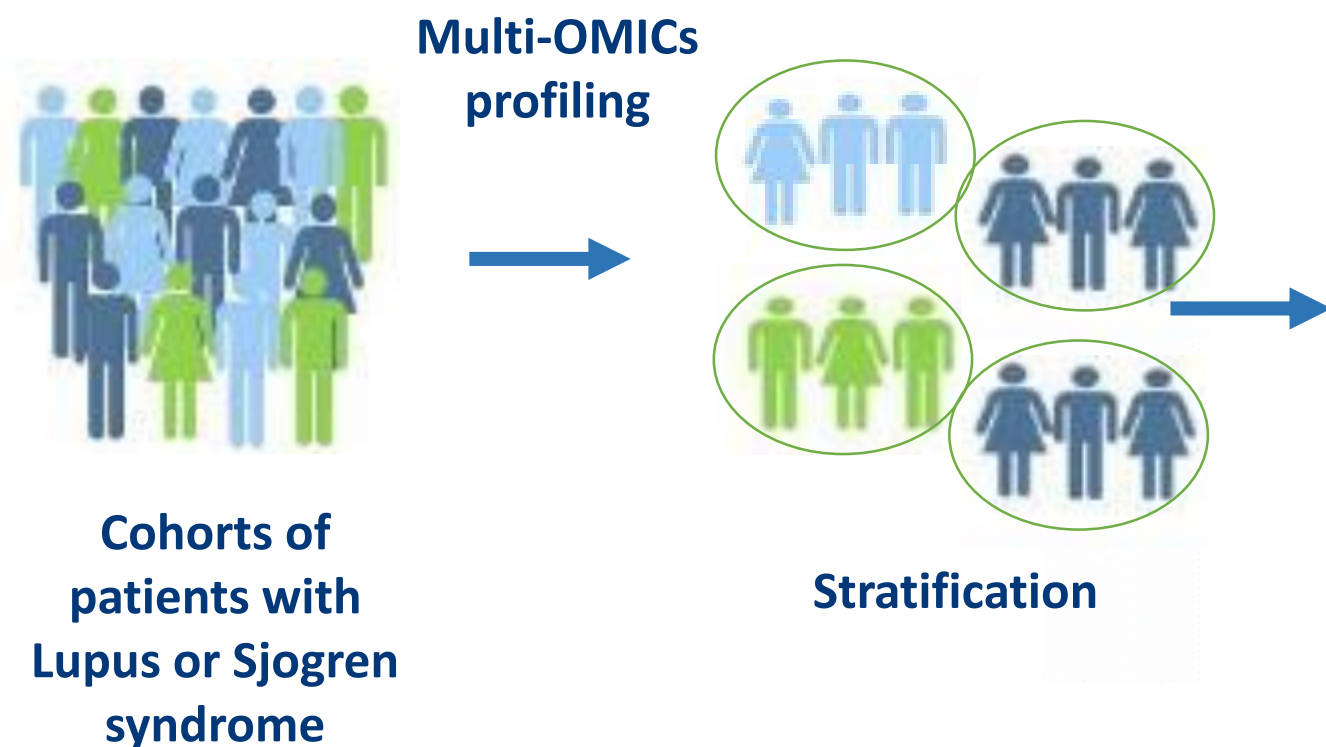 Multi-OMICs
profiling
Cohorts of
patients with
Lupus or Sjogren
syndrome
Stratification